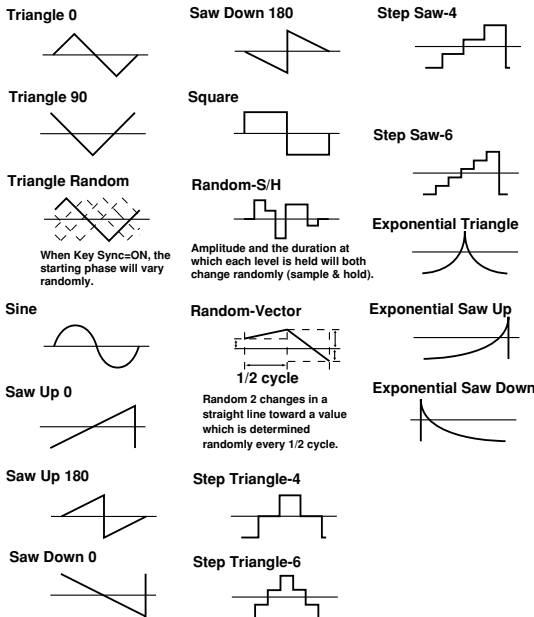 Triangle 0
Triangle 90
Triangle Random
When Key Sync=ON, the
starting phase will vary
randomly.
Sine
Saw Up 0
Saw Up 180
Saw Down 0
Saw Down 180
Square
Random-S/H
Amplitude and the duration at
which each level is held will both
change randomly (sample & hold).
Random-Vector
1/2 cycle
Random 2 changes in a
straight line toward a value
which is determined
randomly every 1/2 cycle.
Step Triangle-4
Step Triangle-6
Step Saw-4
Step Saw-6
Exponential Triangle
Exponential Saw Up
Exponential Saw Down